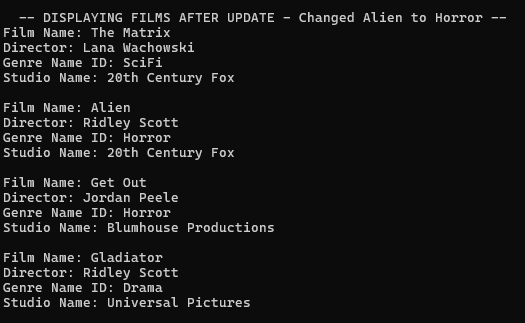 -- DISPLAYING FILMS AFTER UPDATE - Changed Alien to Horror --
Film Name: The Matrix
Director: Lana Wachowski
Genre Name ID: SciFi
Studio Name: 20th Century Fox
Film Name: Alien
Director: Ridley Scott
Genre Name ID: Horror
Studio Name: 20th Century Fox
Film Name: Get Out
Director: Jordan Peele
Genre Name ID: Horror
Studio Name: Blumhouse Productions
Film Name: Gladiator
Director: Ridley Scott
Genre Name ID: Drama
Studio Name: Universal Pictures